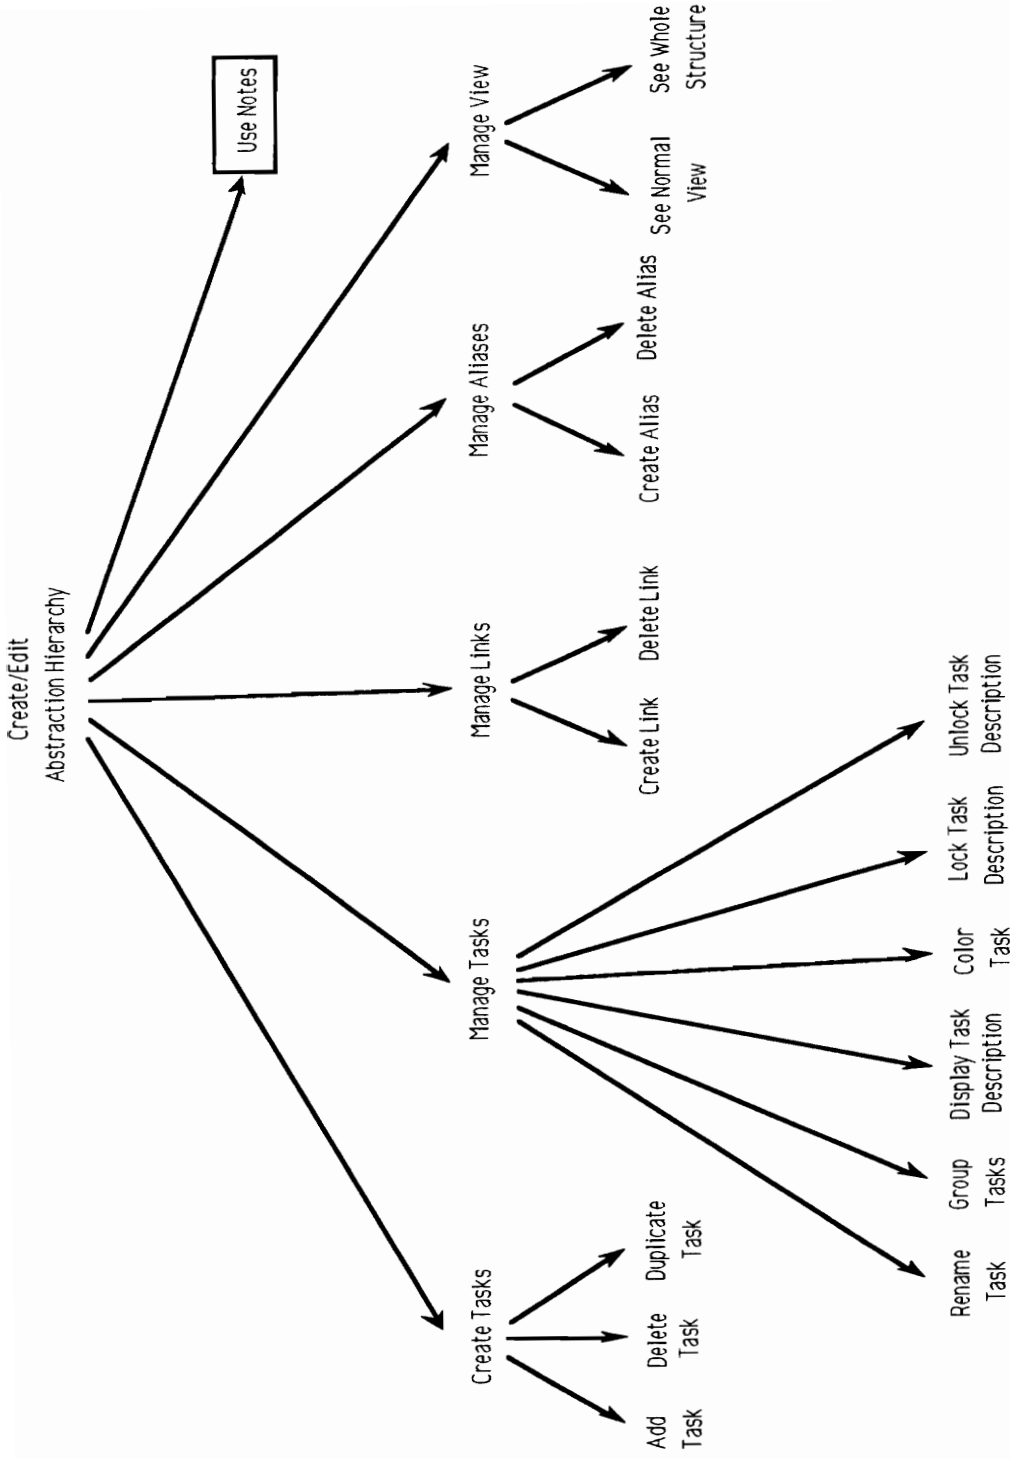 Create/Edit
Abstraction Hierarchy
Use Notes
Create Tasks
Manage Tasks
Manage Links
Manage Aliases
Manage View
Add
Task
Delete
Task
Duplicate
Task
Create Link
Delete Link
Create Alias
Delete Alias
See Normal
View
See Whole
Structure
Rename
Task
Group
Tasks
Display Task
Description
Color
Task
Lock Task
Description
Unlock Task
Description